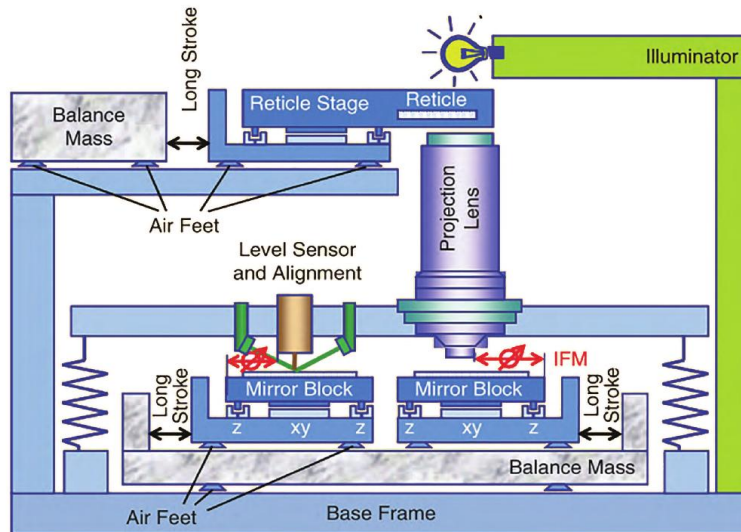 Illuminator
Long Stroke
Balance
Mass
Reticle Stage
Reticle
Air Feet
Projection
Lens
Level Sensor
and Alignment
IFM
Mirror Block
Mirror Block
Long
Stroke
z
xy
z
z
xy
z
Long
Stroke
Balance Mass
Air Feet
Base Frame